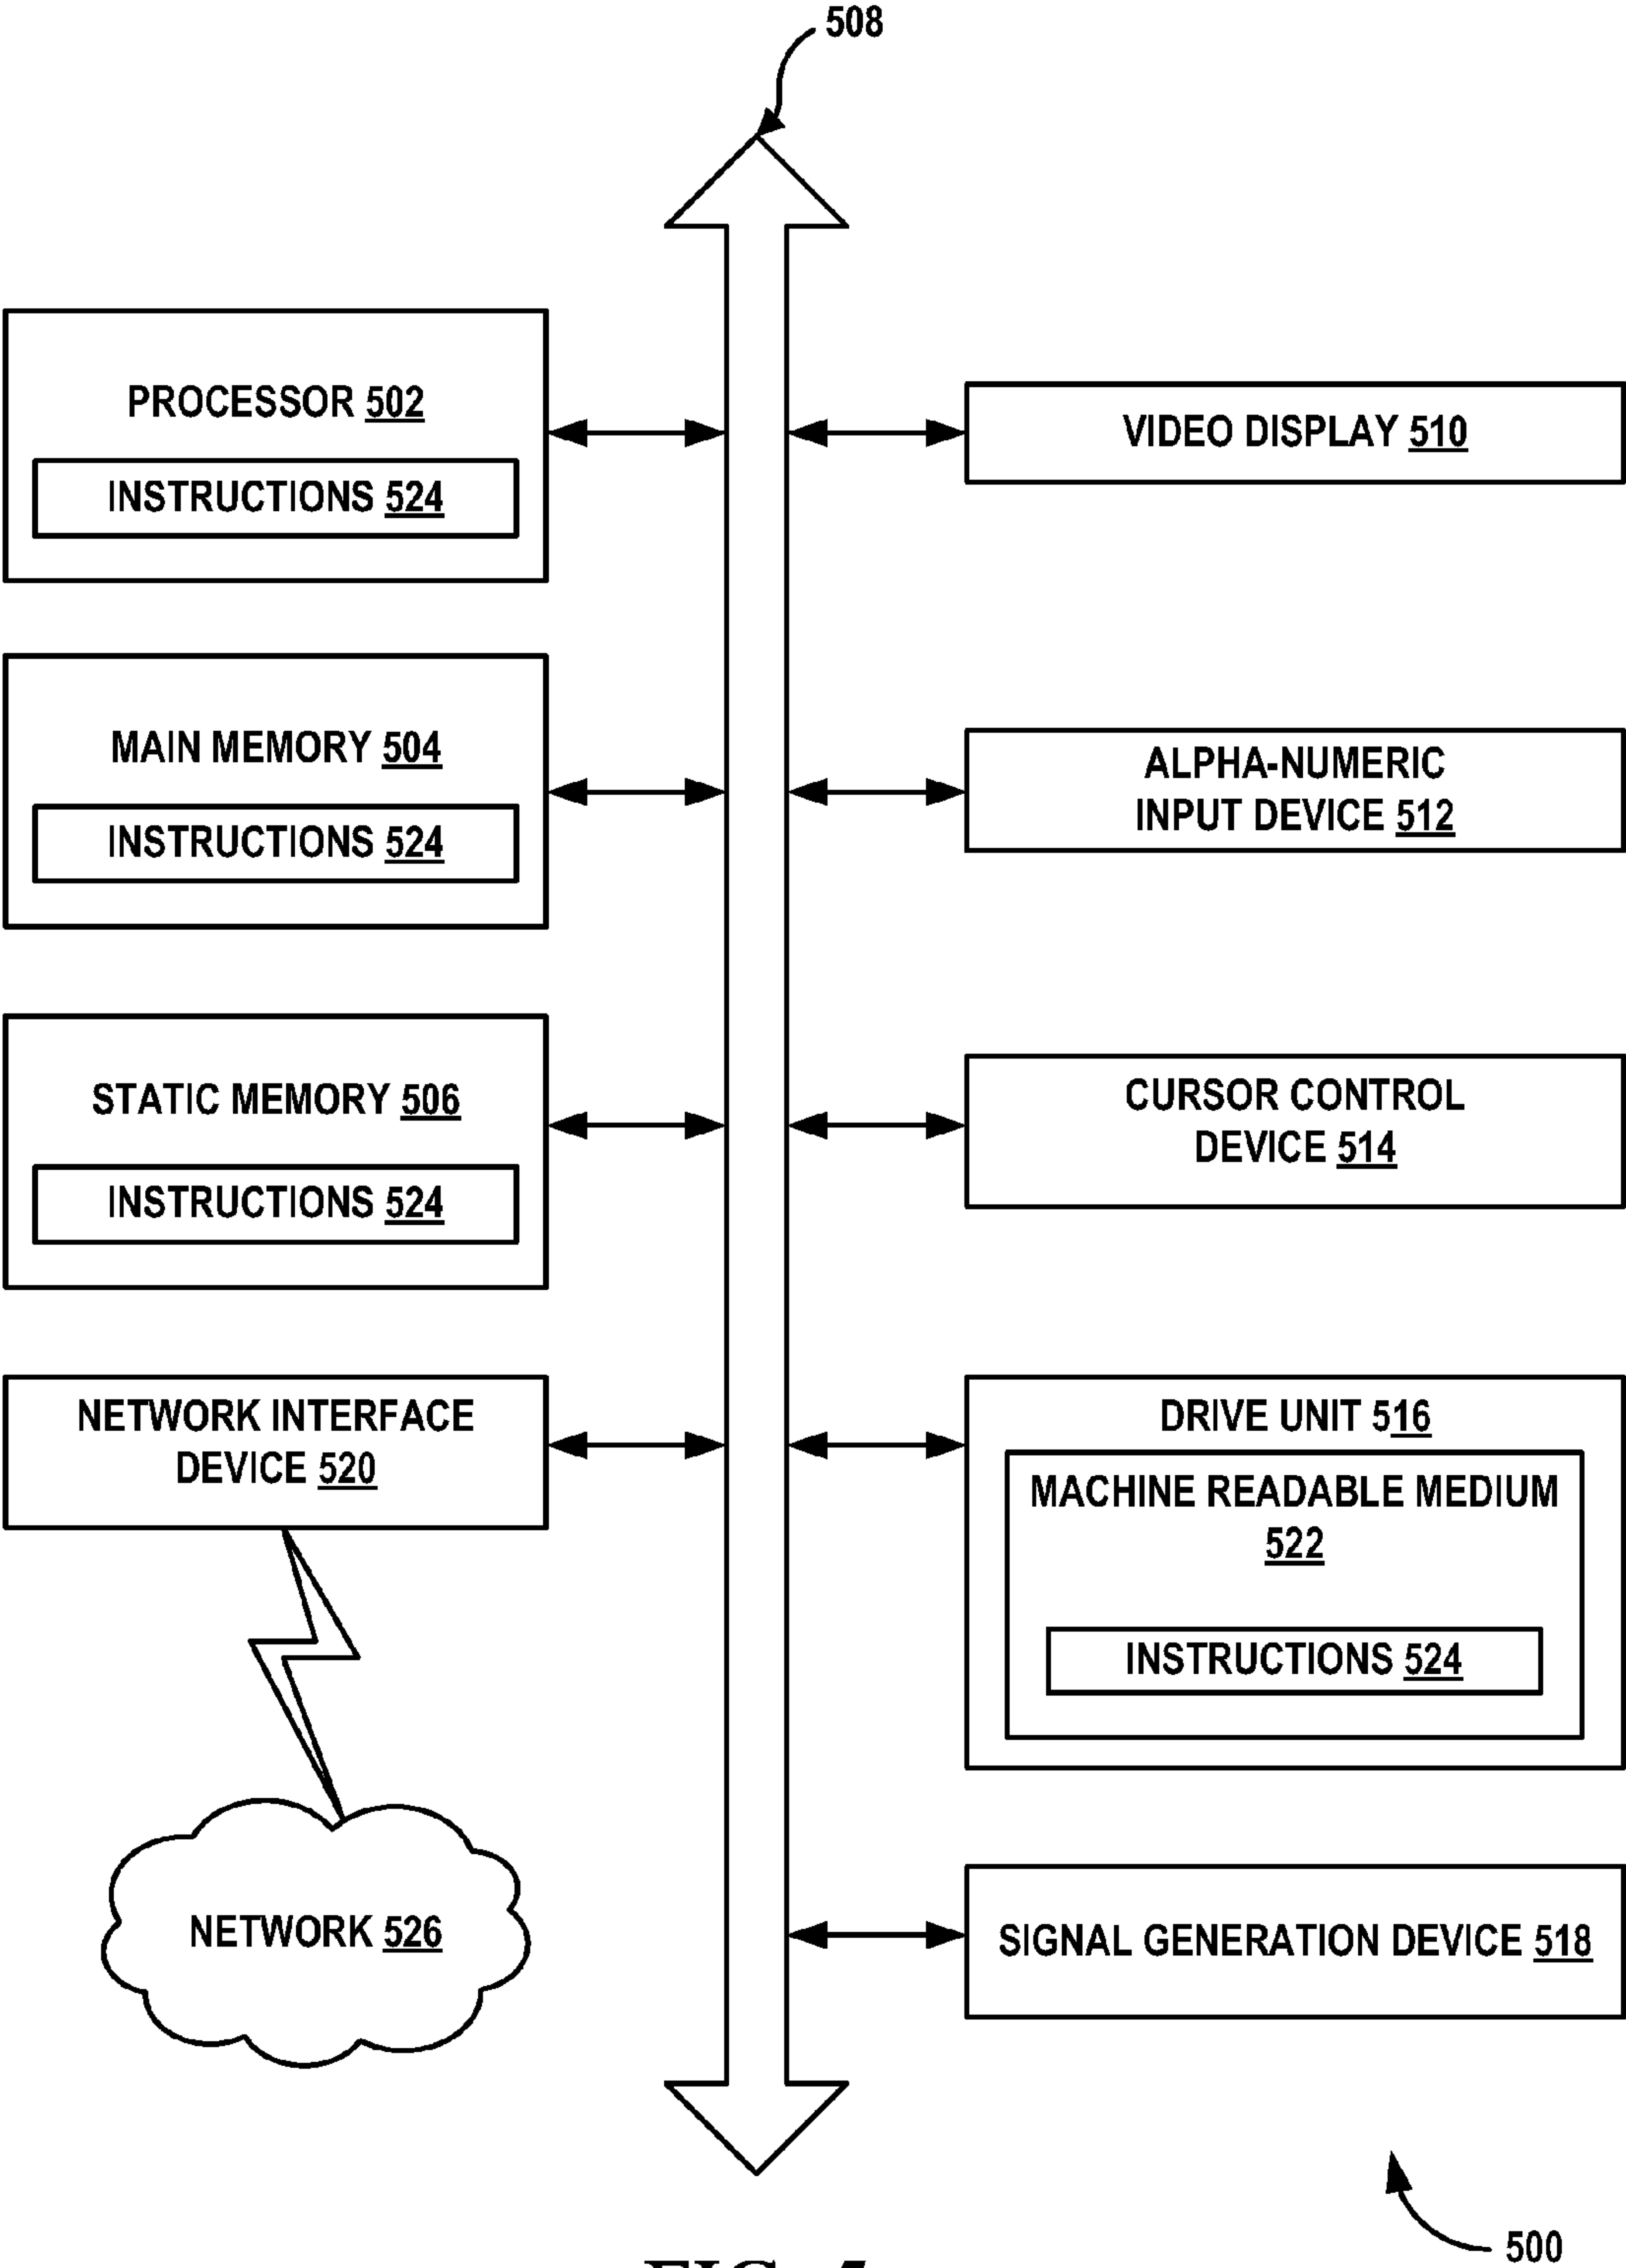 508
PROCESSOR 502
INSTRUCTIONS 524
VIDEO DISPLAY 510
MAIN MEMORY 504
INSTRUCTIONS 524
ALPHA-NUMERIC
INPUT DEVICE 512
STATIC MEMORY 506
INSTRUCTIONS 524
CURSOR CONTROL
DEVICE 514
NETWORK INTERFACE
DEVICE 520
DRIVE UNIT 516
MACHINE READABLE MEDIUM
522
INSTRUCTIONS 524
NETWORK 526
SIGNAL GENERATION DEVICE 518
500